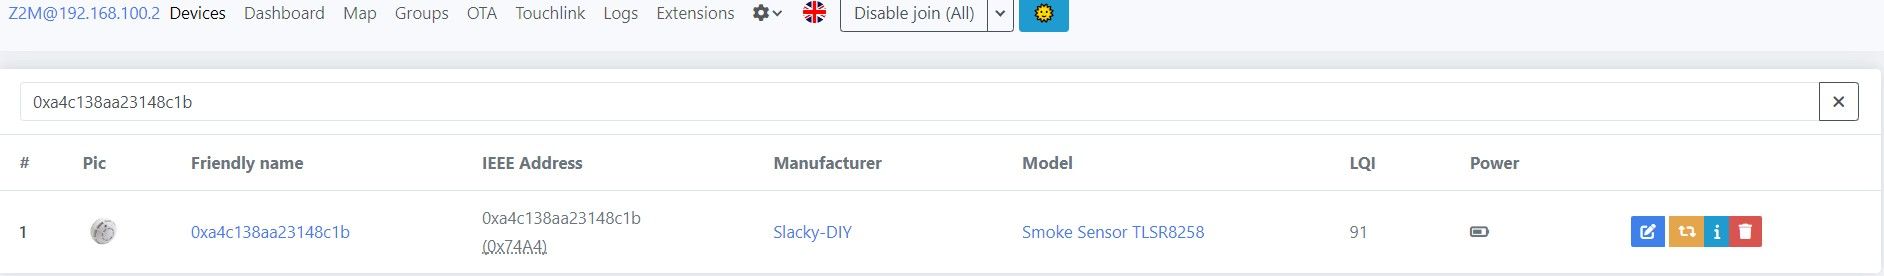 Z2M@192.168.100.2 Devices Dashboard Map Groups OTA Touchlink Logs Extensions Disable join (All)
0xa4c138aa23148c1b
# Pic Friendly name IEEE Address Manufacturer Model LQI Power
1 0xa4c138aa23148c1b 0xa4c138aa23148c1b Slacky-DIY Smoke Sensor TLSR8258 91
(0x74A4)